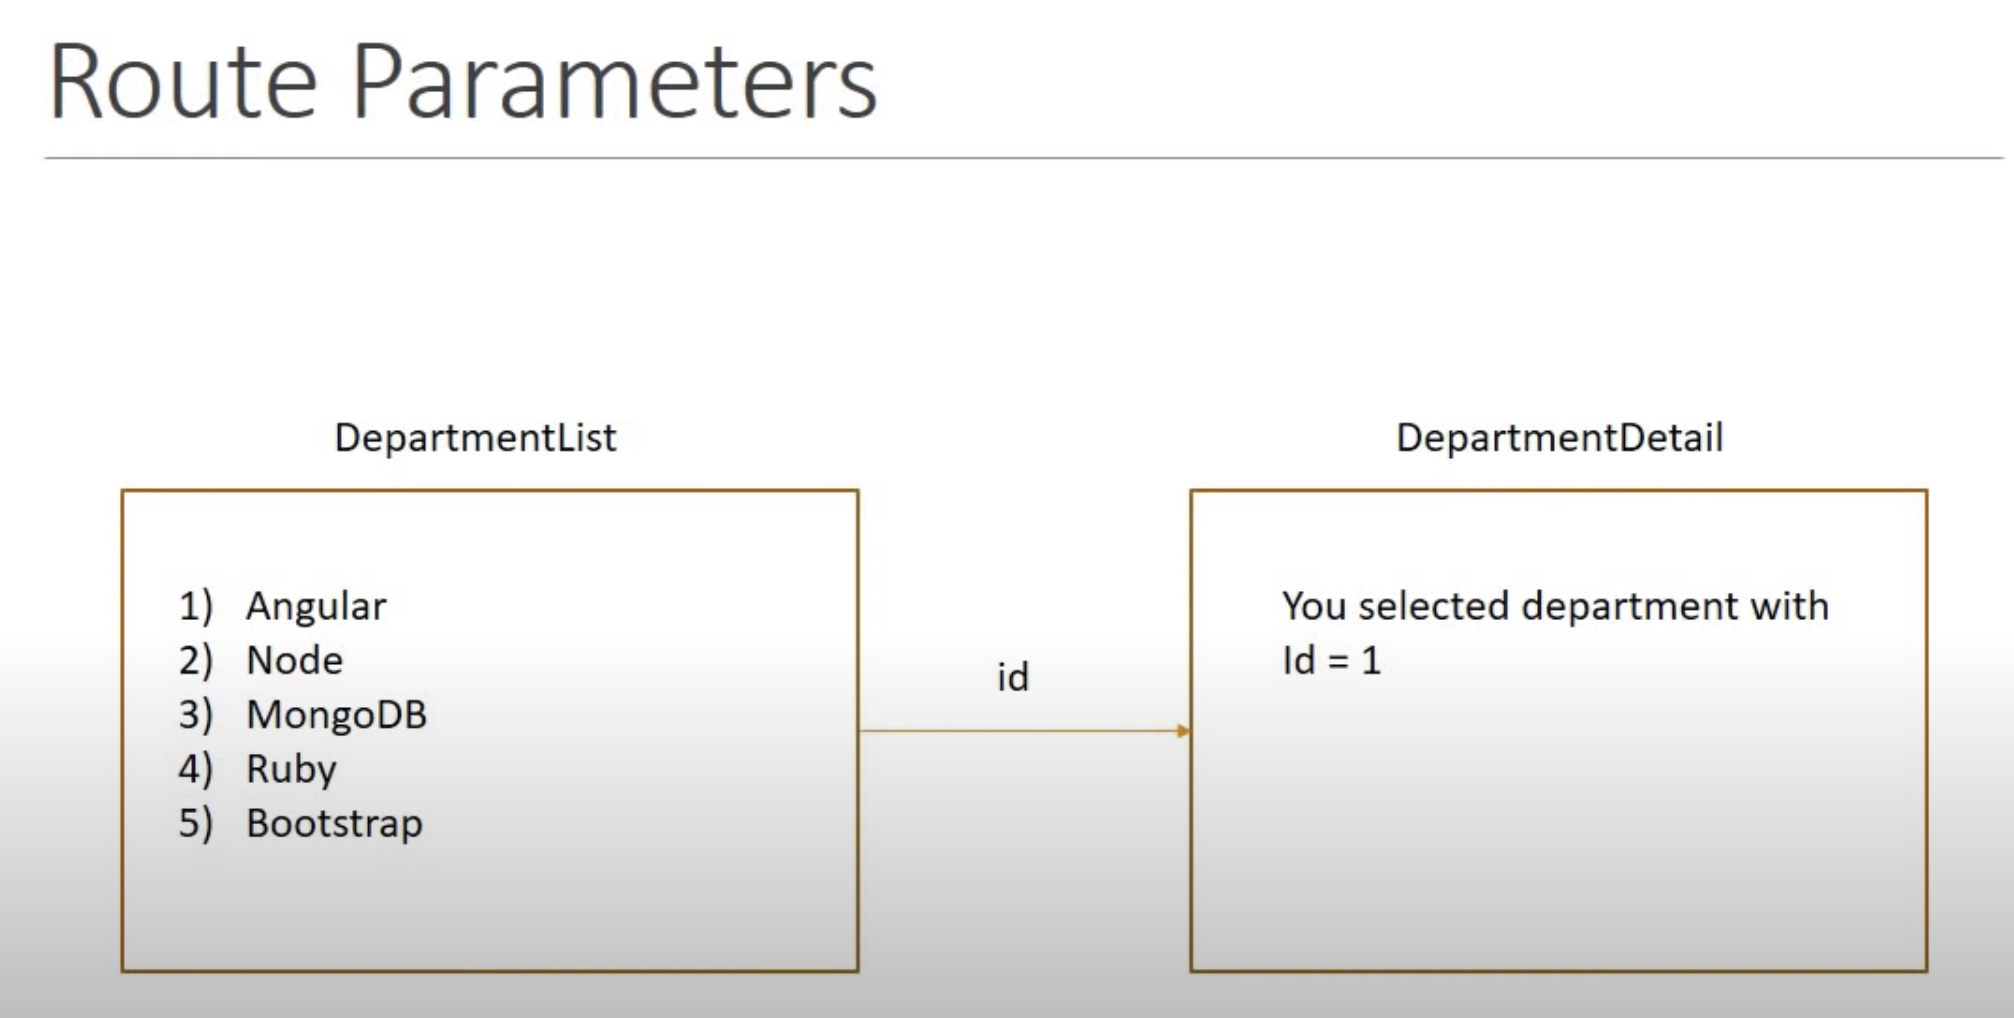 Route Parameters
DepartmentList
1) Angular
2) Node
3) MongoDB
4) Ruby
5) Bootstrap
id
DepartmentDetail
You selected department with
Id = 1